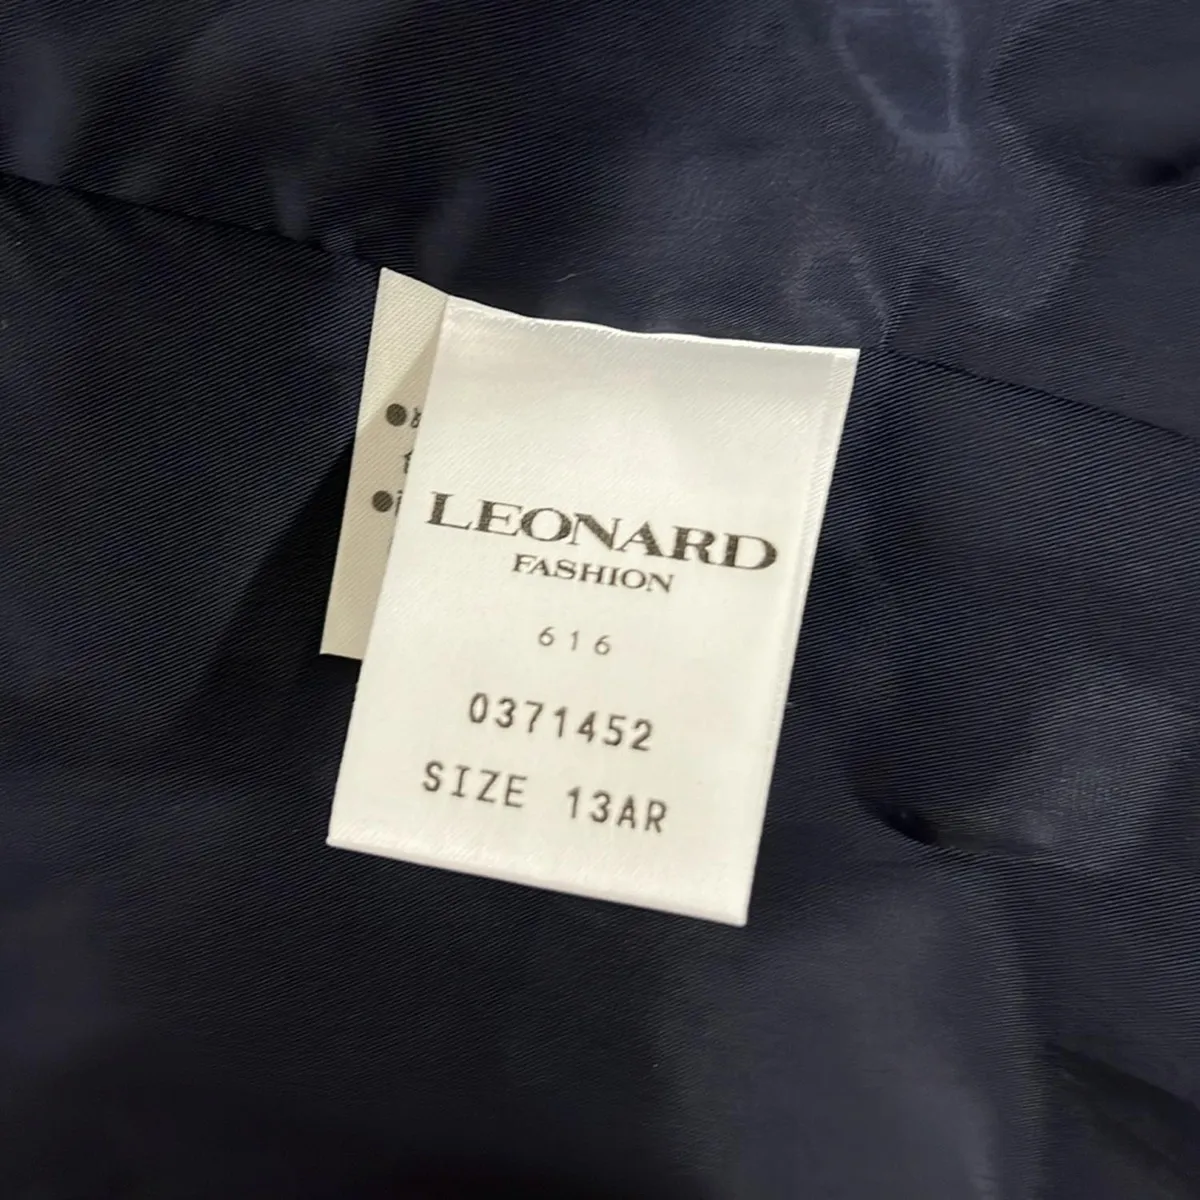 LEONARD
FASHION
616
0371452
SIZE 13AR